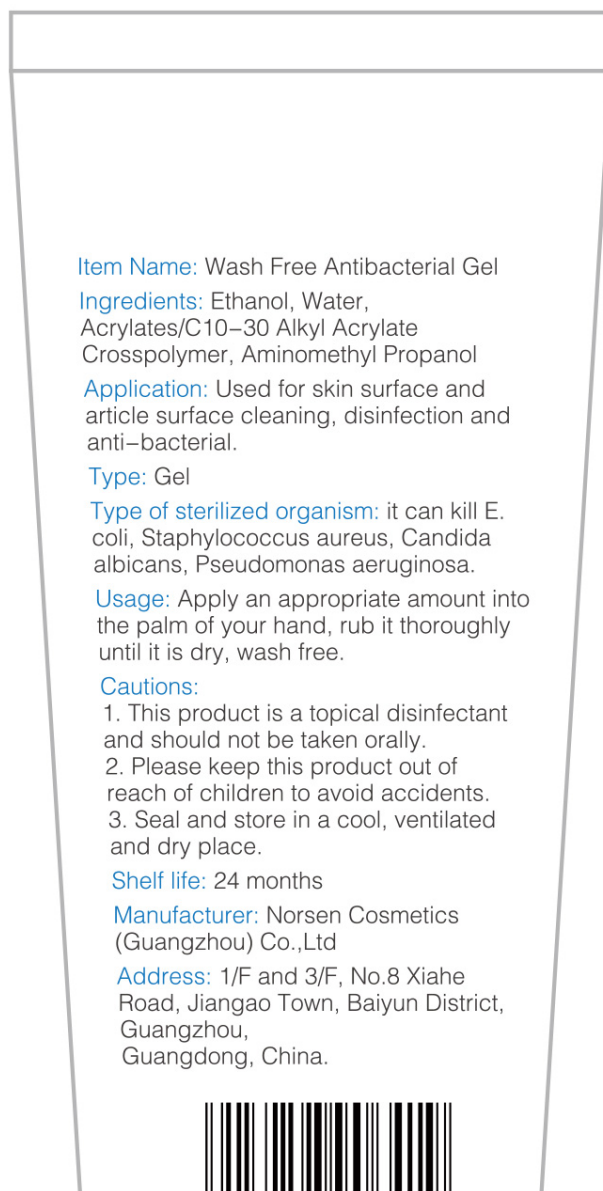 Item Name: Wash Free Antibacterial Gel
Ingredients: Ethanol, Water,
Acrylates/C10–30 Alkyl Acrylate
Crosspolymer, Aminomethyl Propanol
Application: Used for skin surface and
article surface cleaning, disinfection and
anti–bacterial.
Type: Gel
Type of sterilized organism: it can kill E.
coli, Staphylococcus aureus, Candida
albicans, Pseudomonas aeruginosa.
Usage: Apply an appropriate amount into
the palm of your hand, rub it thoroughly
until it is dry, wash free.
Cautions:
1. This product is a topical disinfectant
and should not be taken orally.
2. Please keep this product out of
reach of children to avoid accidents.
3. Seal and store in a cool, ventilated
and dry place.
Shelf life: 24 months
Manufacturer: Norsen Cosmetics
(Guangzhou) Co.,Ltd
Address: 1/F and 3/F, No.8 Xiahe
Road, Jiangao Town, Baiyun District,
Guangzhou,
Guangdong, China.